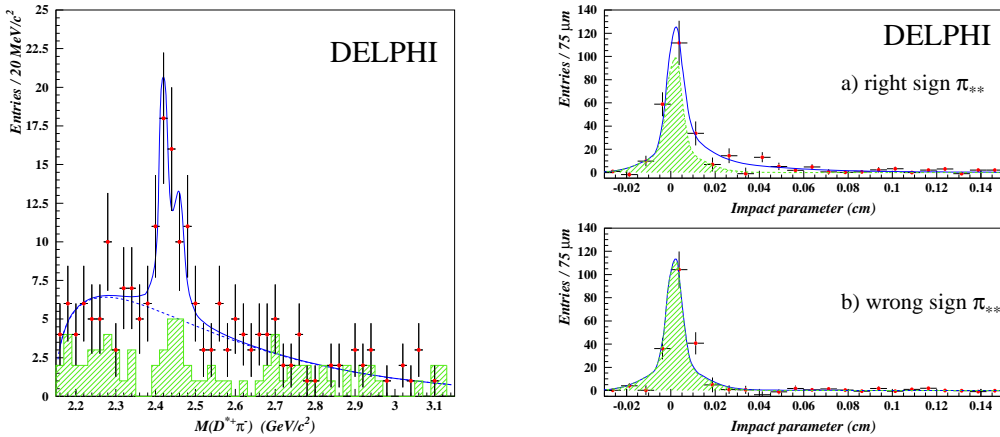 DELPHI
Entries / 20 MeV/c²
25
22.5
20
17.5
15
12.5
10
7.5
5
2.5
0
2.2 2.3 2.4 2.5 2.6 2.7 2.8 2.9 3 3.1
M(D*⁺π⁻) (GeV/c²)
DELPHI
a) right sign π**
Entries / 75 μm
140
120
100
80
60
40
20
0
-0.02 0 0.02 0.04 0.06 0.08 0.1 0.12 0.14
Impact parameter (cm)
b) wrong sign π**
Entries / 75 μm
140
120
100
80
60
40
20
0
-0.02 0 0.02 0.04 0.06 0.08 0.1 0.12 0.14
Impact parameter (cm)